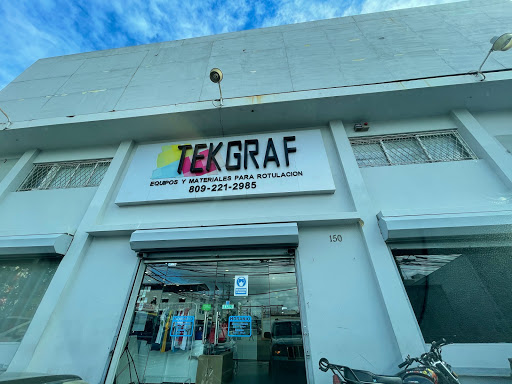 TEKGRAF
EQUIPOS Y MATERIALES PARA ROTULACION
809-221-2985
150